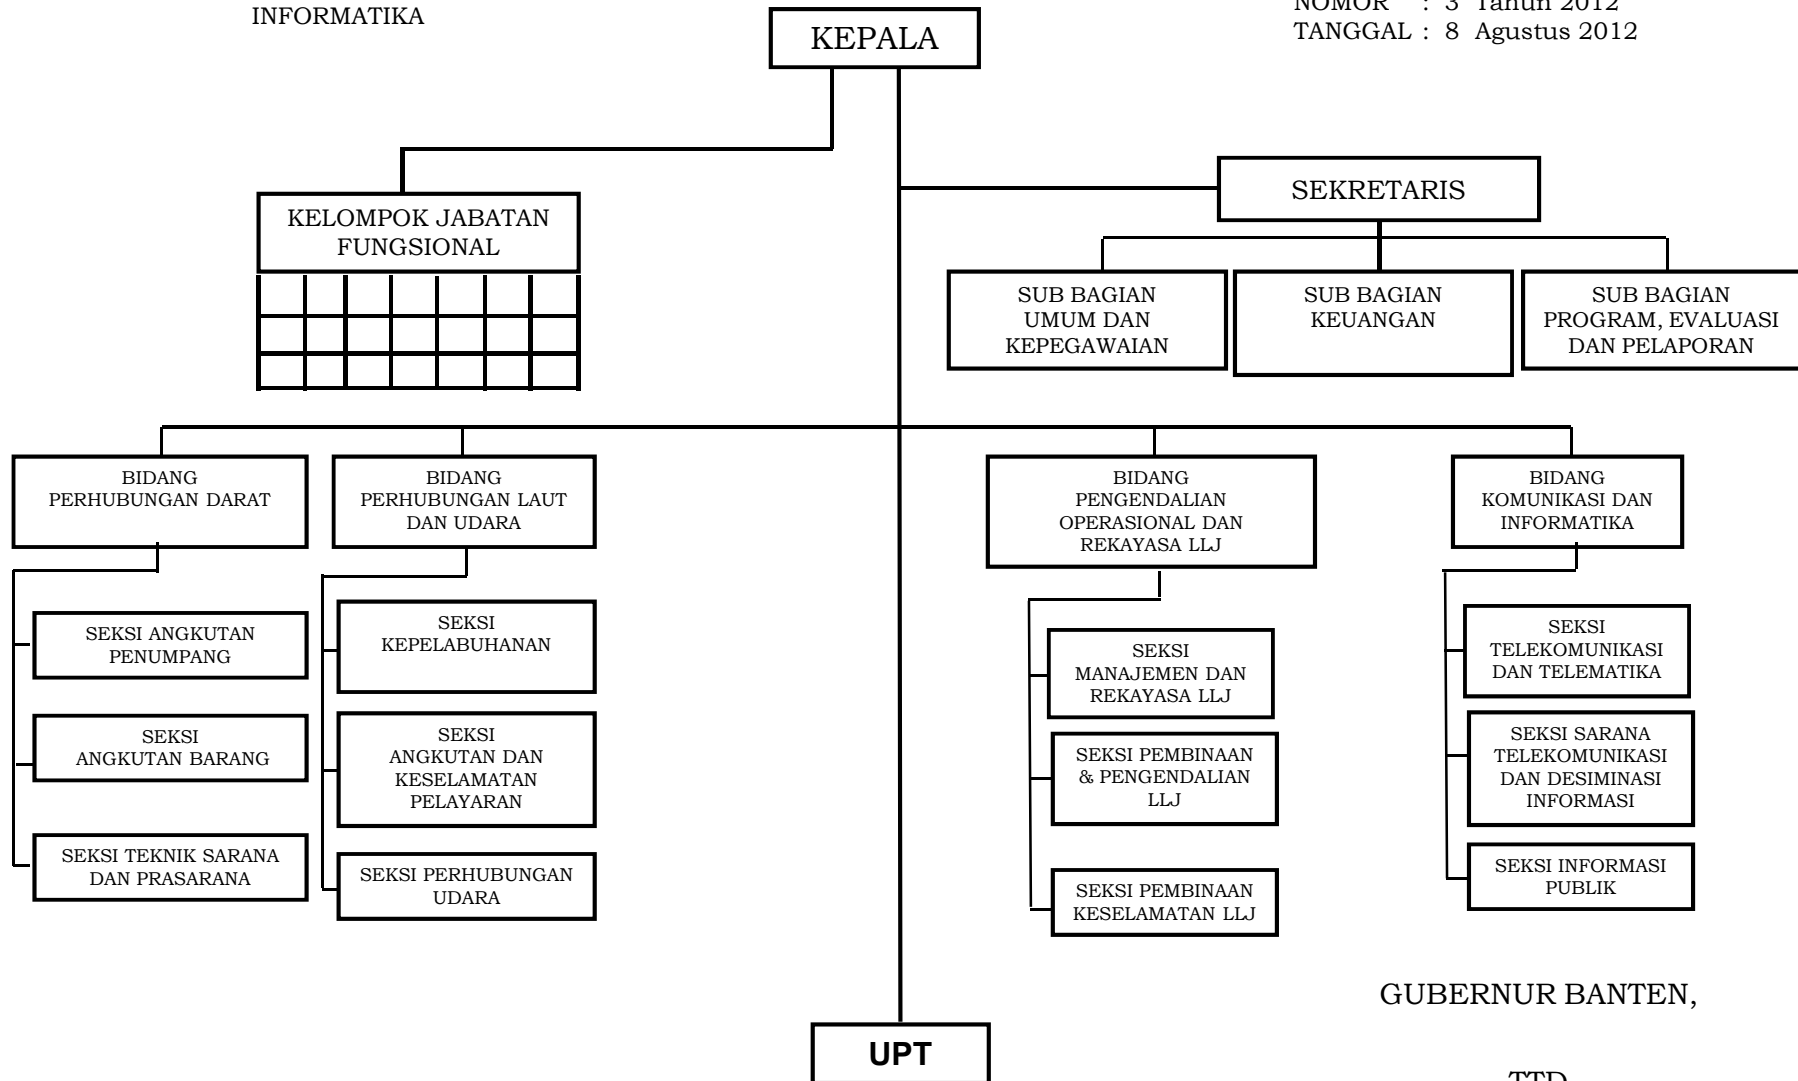 INFORMATIKA
NOMOR : 3 Tahun 2012
TANGGAL : 8 Agustus 2012
KEPALA
SEKRETARIS
KELOMPOK JABATAN
FUNGSIONAL
SUB BAGIAN
UMUM DAN
KEPEGAWAIAN
SUB BAGIAN
KEUANGAN
SUB BAGIAN
PROGRAM, EVALUASI
DAN PELAPORAN
BIDANG
PERHUBUNGAN DARAT
BIDANG
PERHUBUNGAN LAUT
DAN UDARA
BIDANG
PENGENDALIAN
OPERASIONAL DAN
REKAYASA LLJ
BIDANG
KOMUNIKASI DAN
INFORMATIKA
SEKSI ANGKUTAN
PENUMPANG
SEKSI
ANGKUTAN BARANG
SEKSI TEKNIK SARANA
DAN PRASARANA
SEKSI
KEPELABUHANAN
SEKSI
ANGKUTAN DAN
KESELAMATAN
PELAYARAN
SEKSI PERHUBUNGAN
UDARA
SEKSI
MANAJEMEN DAN
REKAYASA LLJ
SEKSI PEMBINAAN
& PENGENDALIAN
LLJ
SEKSI PEMBINAAN
KESELAMATAN LLJ
SEKSI
TELEKOMUNIKASI
DAN TELEMATIKA
SEKSI SARANA
TELEKOMUNIKASI
DAN DESIMINASI
INFORMASI
SEKSI INFORMASI
PUBLIK
GUBERNUR BANTEN,
UPT
TTD